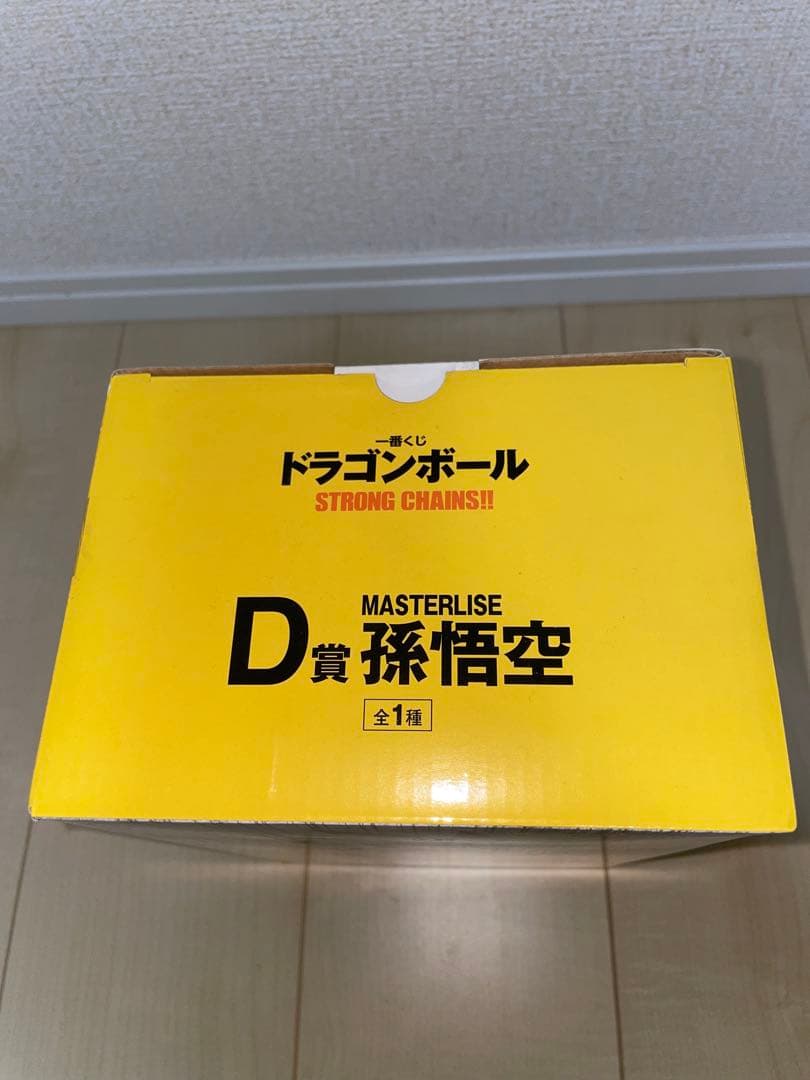 一番くじ
ドラゴンボール
STRONG CHAINS!!
MASTERLISE
D賞 孫悟空
全1種